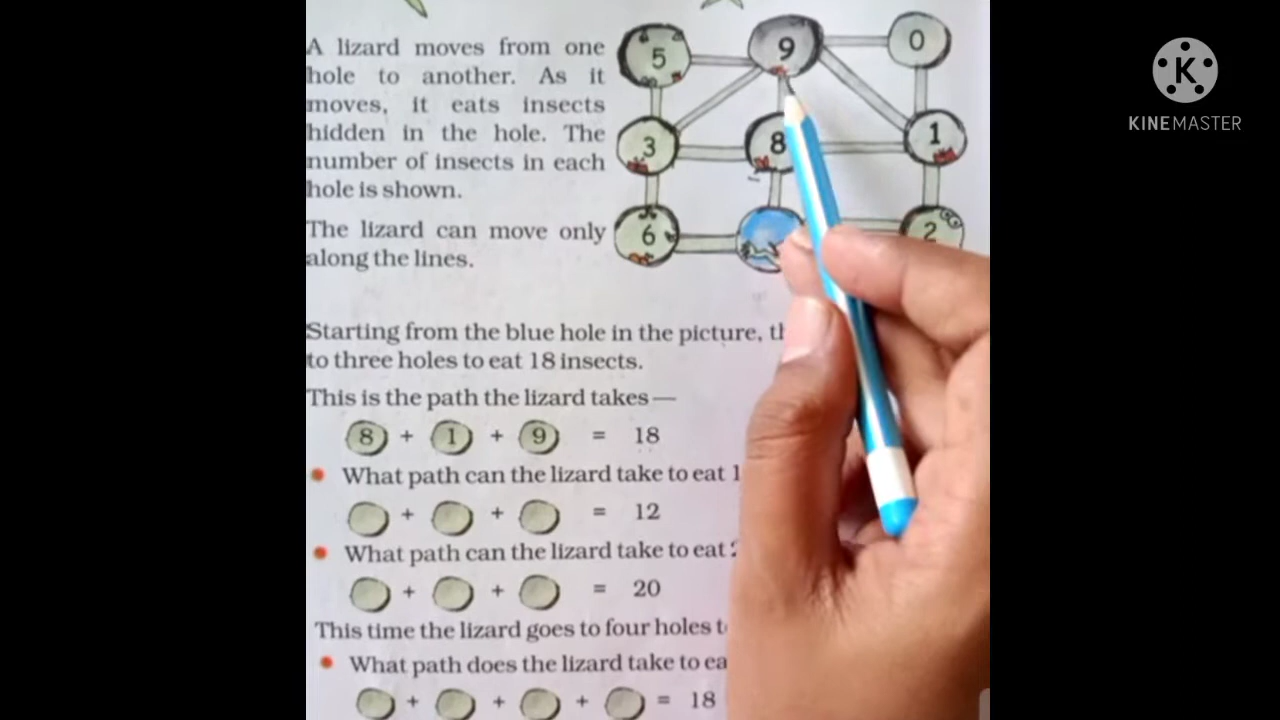 A lizard moves from one
hole to another. As it
moves, it eats insects
hidden in the hole. The
number of insects in each
hole is shown.
The lizard can move only
along the lines.
5 9 0
3 8 1
6 2
KINEMASTER
Starting from the blue hole in the picture,
to three holes to eat 18 insects.
This is the path the lizard takes —
8 + 1 + 9 = 18
• What path can the lizard take to eat
+ + = 12
• What path can the lizard take to eat
+ + = 20
This time the lizard goes to four holes
• What path does the lizard take to
+ + + = 18